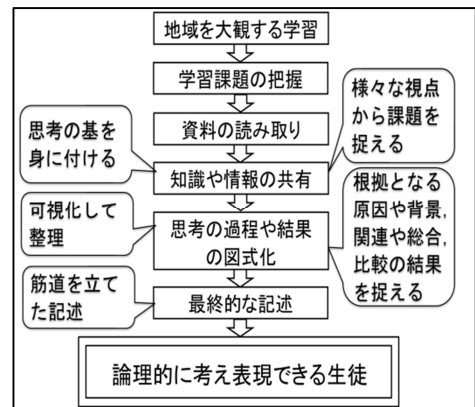 地域を大観する学習
学習課題の把握
様々な視点
から課題を
捉える
思考の基を
身に付ける
資料の読み取り
知識や情報の共有
可視化して
整理
思考の過程や結果
の図式化
根拠となる
原因や背景,
関連や総合,
比較の結果
を捉える
筋道を立て
た記述
最終的な記述
論理的に考え表現できる生徒